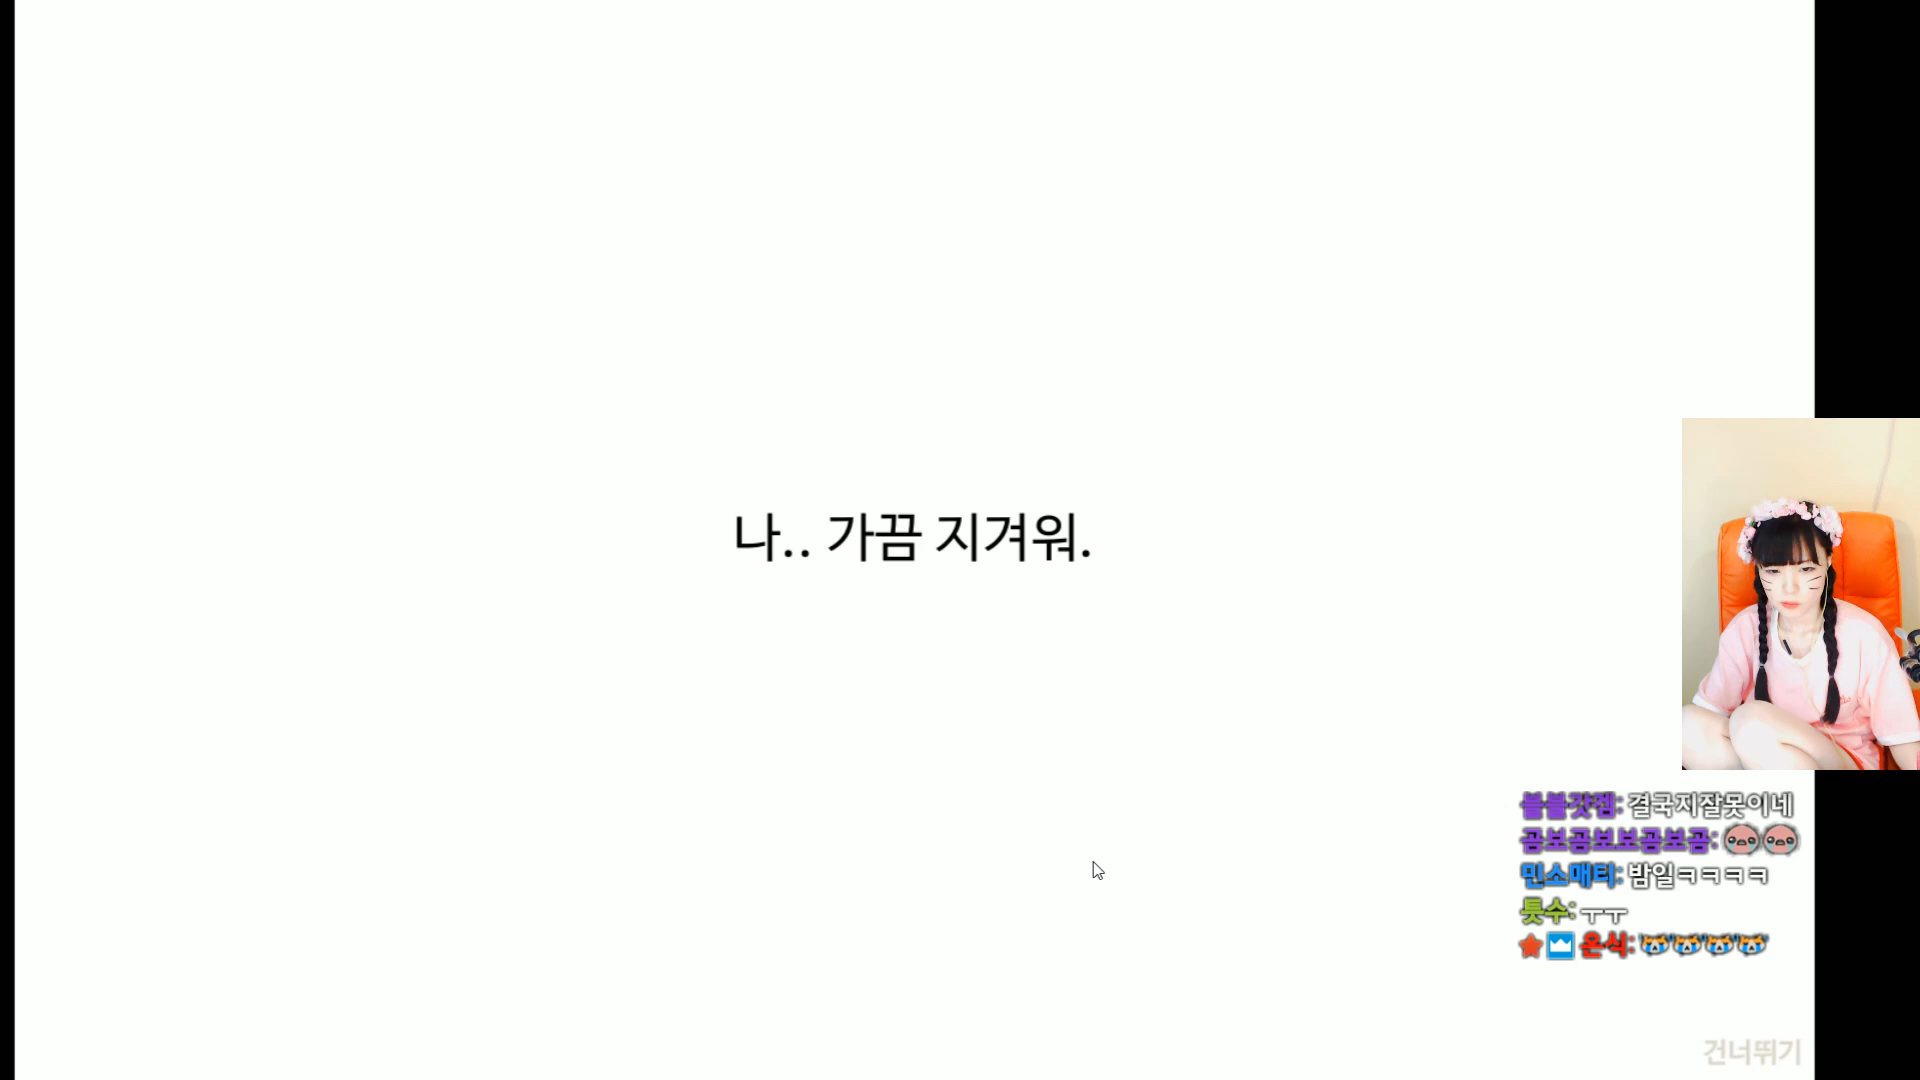 나.. 가끔 지겨워.
블블갓겜: 결국지잘못이네
곰보곰보보곰보곰:
민소매티: 밤일ㅋㅋㅋㅋ
툿수: ㅜㅜ
온식:
건너뛰기